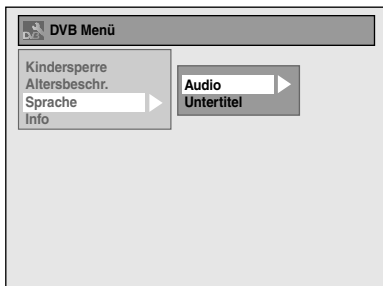 DVB Menü
Kindersperre
Altersbeschr.
Sprache
Info
Audio
Untertitel